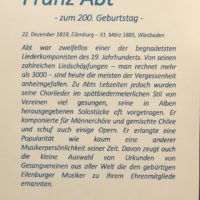 Franz Abt
- zum 200. Geburtstag -
22. Dezember 1819, Eilenburg - 31. März 1885, Wiesbaden
Abt war zweifellos einer der begnadetsten
Liederkomponisten des 19. Jahrhunderts. Von seinen
zahlreichen Liedschöpfungen - man rechnet mehr
als 3000 - sind heute die meisten der Vergessenheit
anheimgefallen. Zu Abts Lebzeiten jedoch wurden
seine Chorlieder im spätbiedermeierlichen Stil von
Vereinen viel gesungen, seine in Alben
herausgegebenen Sololieder oft vorgetragen. Er
komponierte für Männerchöre und gemischte Chöre
und schuf auch einige Opern. Er erlangte eine
Popularität wie kaum eine anderer
Musikerpersönlichkeit seiner Zeit. Davon zeugt auch
die kleine Auswahl von Urkunden von
Gesangvereinen aus aller Welt die den gebürtigen
Eilenburger Musiker zu ihrem Ehrenmitglied
ernannten.